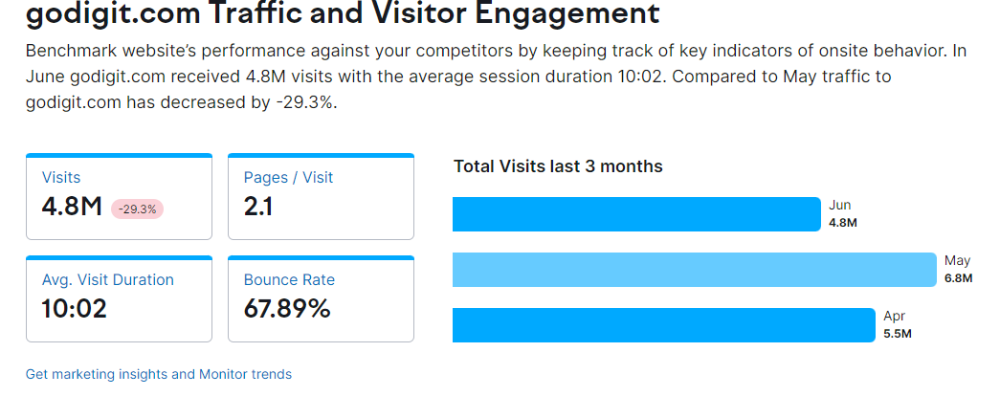 godigit.com Traffic and Visitor Engagement
Benchmark website's performance against your competitors by keeping track of key indicators of onsite behavior. In
June godigit.com received 4.8M visits with the average session duration 10:02. Compared to May traffic to
godigit.com has decreased by -29.3%.
Visits
4.8M -29.3%
Pages / Visit
2.1
Avg. Visit Duration
10:02
Bounce Rate
67.89%
Get marketing insights and Monitor trends
Total Visits last 3 months
Jun
4.8M
May
6.8M
Apr
5.5M